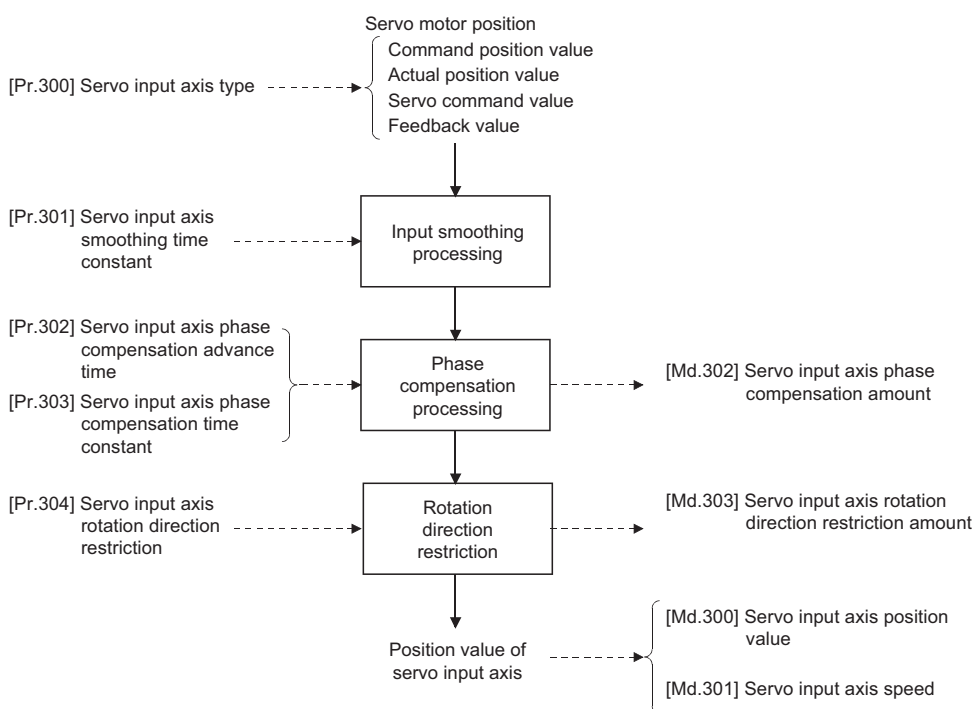 Servo motor position
Command position value
Actual position value
Servo command value
Feedback value
[Pr.300] Servo input axis type
[Pr.301] Servo input axis
smoothing time
constant
Input smoothing
processing
[Pr.302] Servo input axis phase
compensation advance
time
[Pr.303] Servo input axis phase
compensation time
constant
Phase
compensation
processing
[Md.302] Servo input axis phase
compensation amount
[Pr.304] Servo input axis
rotation direction
restriction
Rotation
direction
restriction
[Md.303] Servo input axis rotation
direction restriction amount
Position value of
servo input axis
[Md.300] Servo input axis position
value
[Md.301] Servo input axis speed